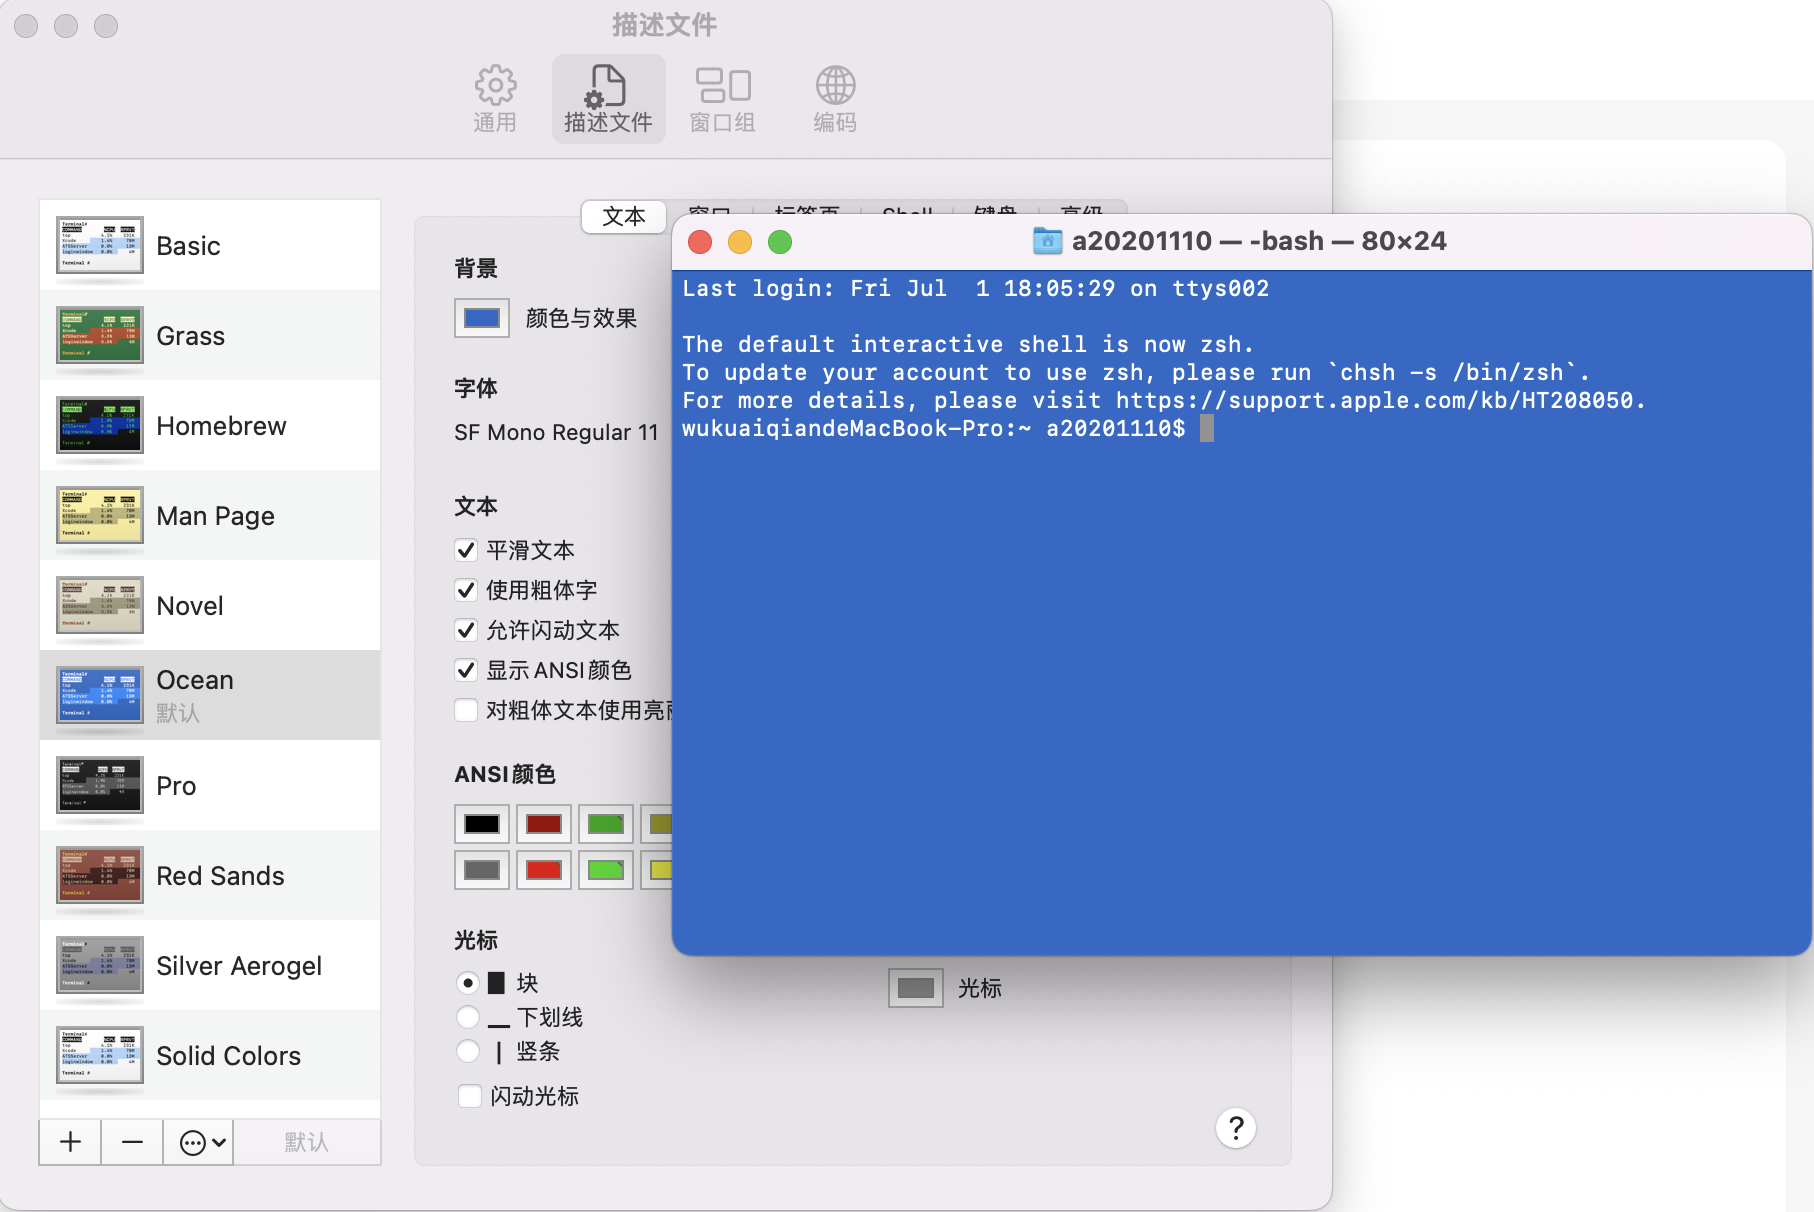 描述文件
通用
描述文件
窗口组
编码
Basic
Grass
Homebrew
Man Page
Novel
Ocean
默认
Pro
Red Sands
Silver Aerogel
Solid Colors
默认
文本
窗口
标签页
Shell
键盘
高级
背景
颜色与效果
字体
SF Mono Regular 11
文本
平滑文本
使用粗体字
允许闪动文本
显示 ANSI 颜色
对粗体文本使用亮
ANSI 颜色
光标
块
下划线
竖条
闪动光标
光标
?
a20201110 — -bash — 80×24
Last login: Fri Jul  1 18:05:29 on ttys002
The default interactive shell is now zsh.
To update your account to use zsh, please run `chsh -s /bin/zsh`.
For more details, please visit https://support.apple.com/kb/HT208050.
wukuaiqiandeMacBook-Pro:~ a20201110$